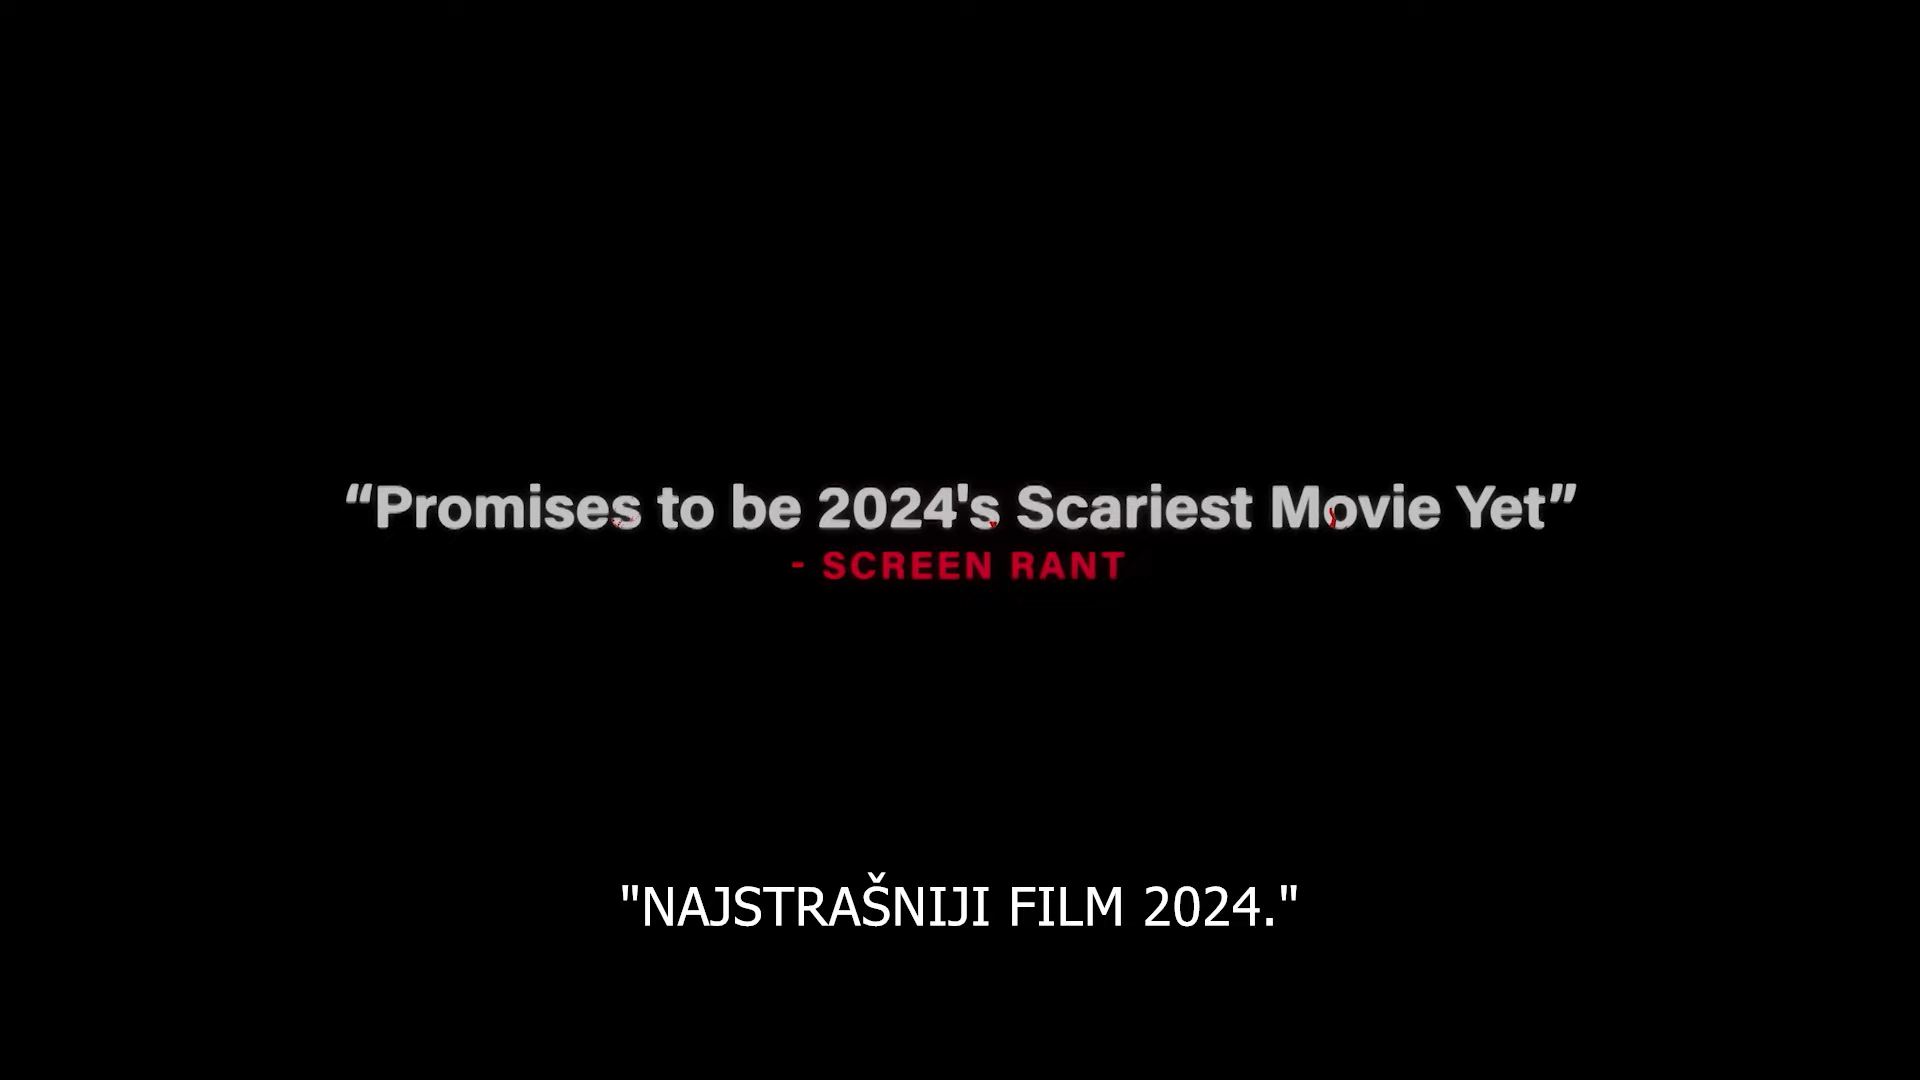 “Promises to be 2024's Scariest Movie Yet”
- SCREEN RANT
"NAJSTRAŠNIJI FILM 2024."